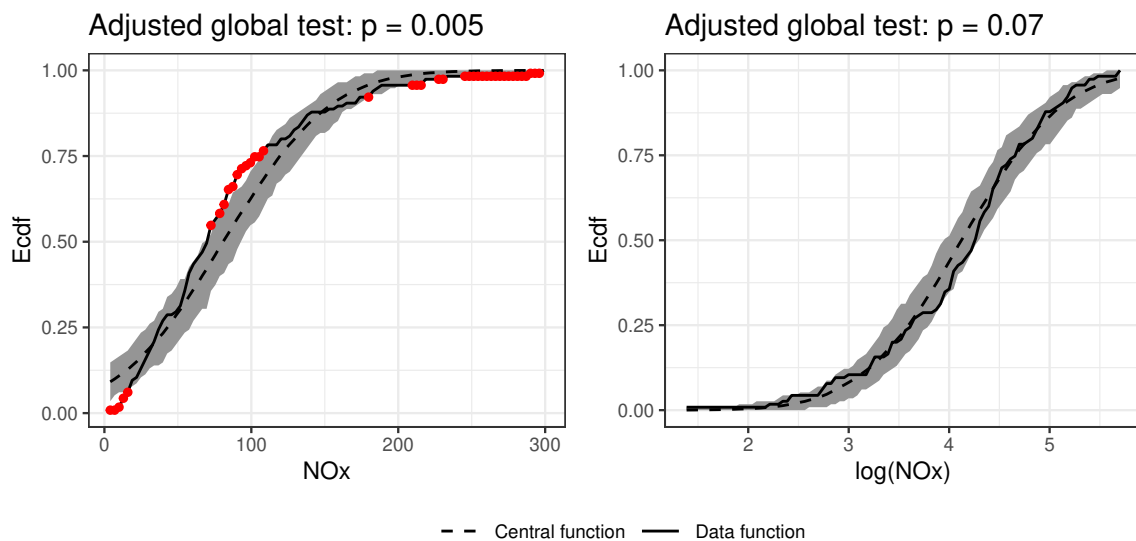 Adjusted global test: p = 0.005
1.00
0.75
0.50
0.25
0.00
Ecdf
0 100 200 300
NOx
Adjusted global test: p = 0.07
1.00
0.75
0.50
0.25
0.00
Ecdf
2 3 4 5
log(NOx)
Central function Data function